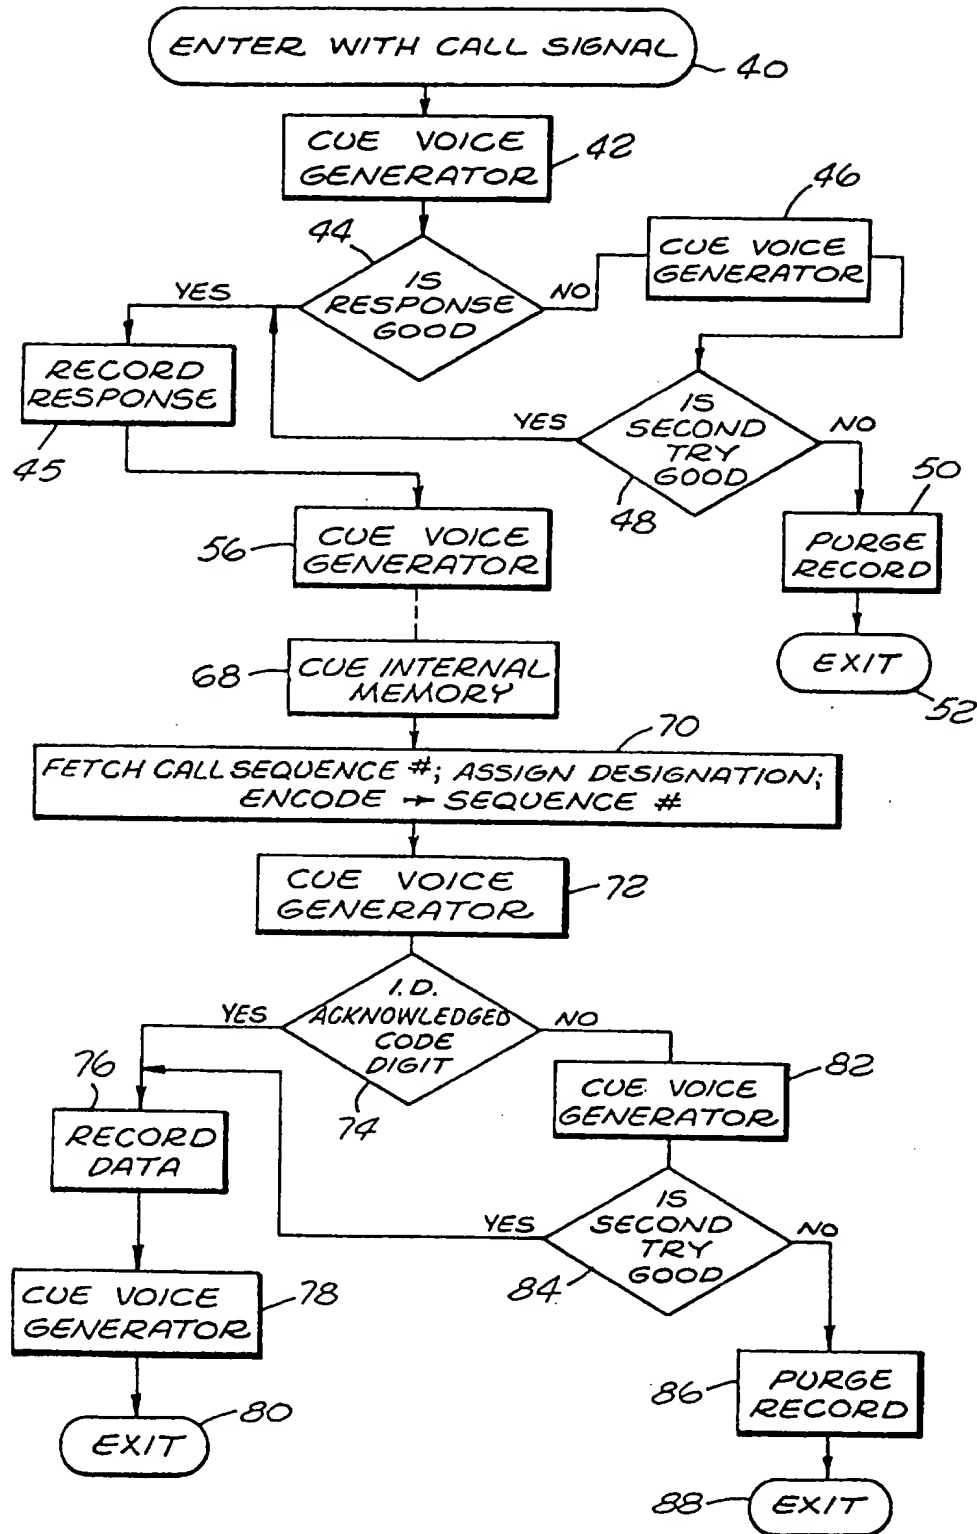 ENTER WITH CALL SIGNAL
40
CUE VOICE
GENERATOR
42
44
IS
RESPONSE
GOOD
YES
NO
46
CUE VOICE
GENERATOR
RECORD
RESPONSE
45
IS
SECOND
TRY
GOOD
YES
NO
48
50
PURGE
RECORD
EXIT
52
56
CUE VOICE
GENERATOR
68
CUE INTERNAL
MEMORY
70
FETCH CALL SEQUENCE #; ASSIGN DESIGNATION;
ENCODE → SEQUENCE #
CUE VOICE
GENERATOR
72
I.D.
ACKNOWLEDGED
CODE
DIGIT
YES
NO
74
76
RECORD
DATA
82
CUE VOICE
GENERATOR
IS
SECOND
TRY
GOOD
YES
NO
84
CUE VOICE
GENERATOR
78
EXIT
80
86
PURGE
RECORD
88
EXIT